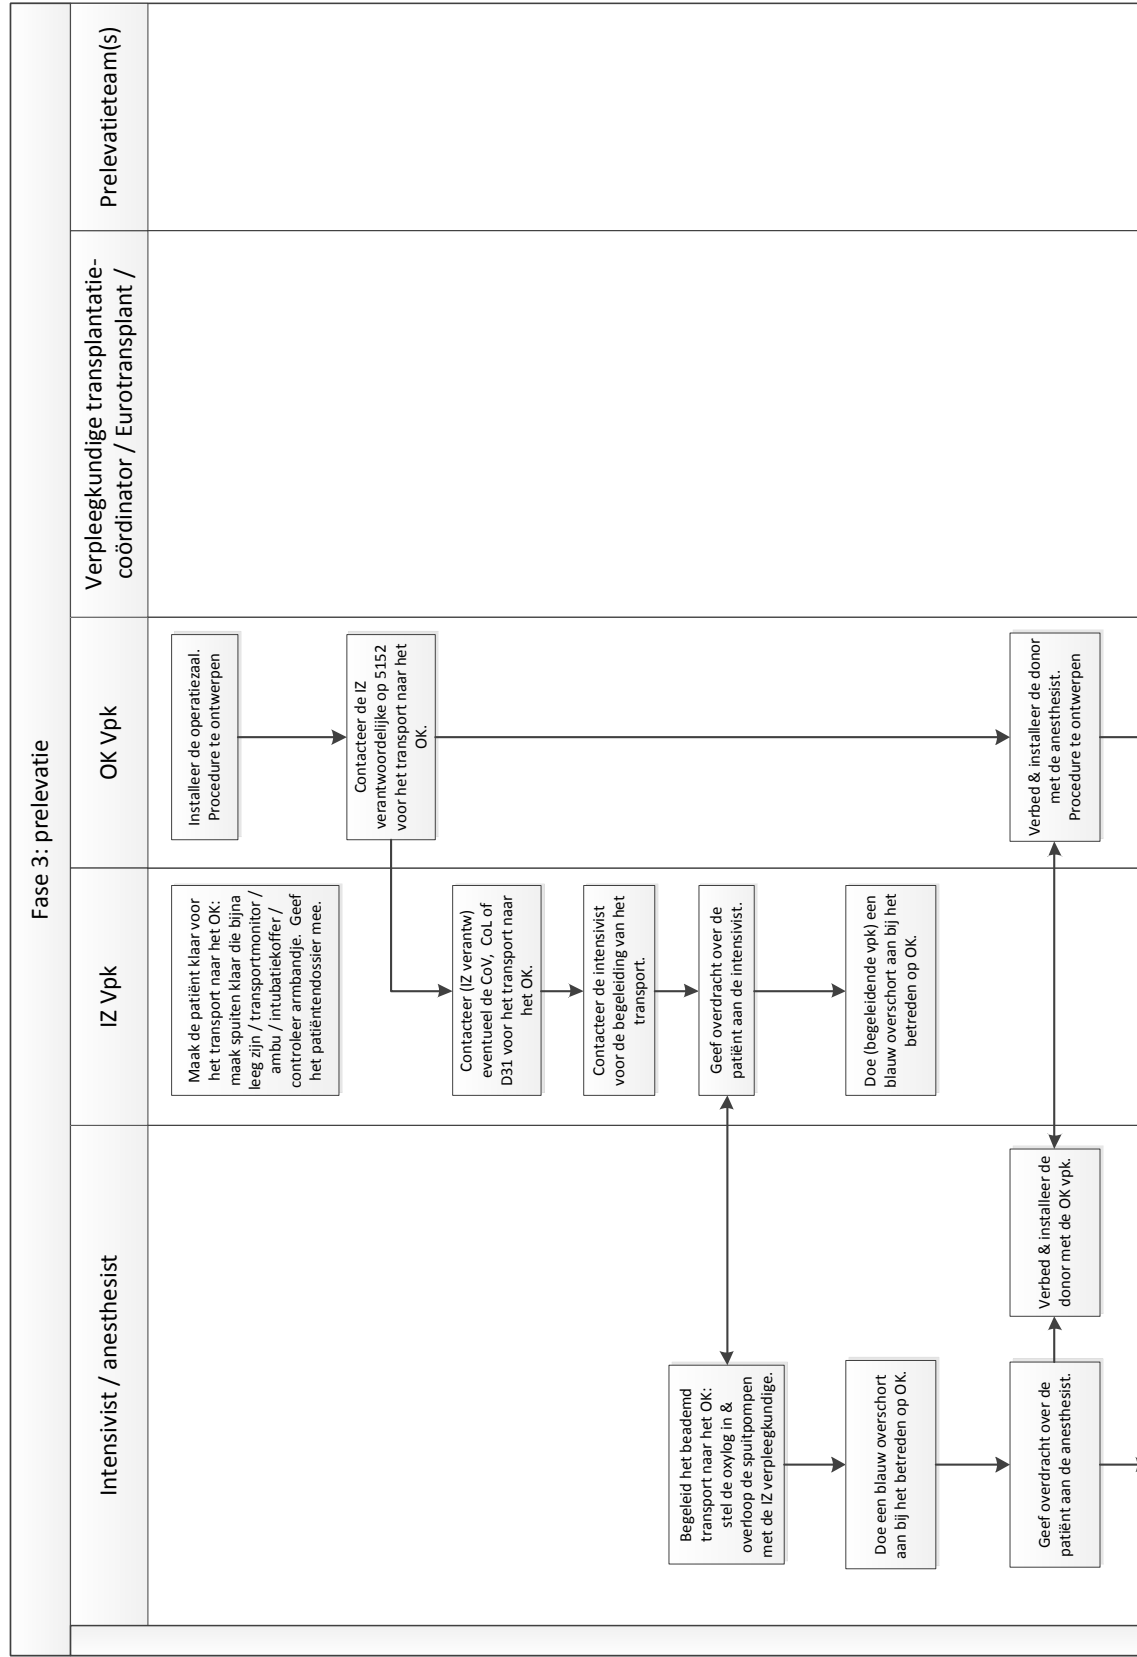 Fase 3: prelevatie
Intensivist / anesthesist
IZ Vpk
OK Vpk
Verpleegkundige transplantatie-
coördinator / Eurotransplant /
Prelevatieteam(s)
Installeer de operatiezaal.
Procedure te ontwerpen
Maak de patiënt klaar voor
het transport naar het OK:
maak spuiten klaar die bijna
leeg zijn / transportmonitor /
ambu / intubatiekoffer /
controleer armbandje. Geef
het patiëntendossier mee.
Contacteer de IZ
verantwoordelijke op 5152
voor het transport naar het
OK.
Contacteer (IZ verantw)
eventueel de CoV, CoL of
D31 voor het transport naar
het OK.
Contacteer de intensivist
voor de begeleiding van het
transport.
Geef overdracht over de
patiënt aan de intensivist.
Begeleid het beademd
transport naar het OK:
stel de oxylog in &
overloop de spuitpompen
met de IZ verpleegkundige.
Doe (begeleidende vpk) een
blauw overschort aan bij het
betreden op OK.
Doe een blauw overschort
aan bij het betreden op OK.
Geef overdracht over de
patiënt aan de anesthesist.
Verbed & installeer de
donor met de OK vpk.
Verbed & installeer de donor
met de anesthesist.
Procedure te ontwerpen